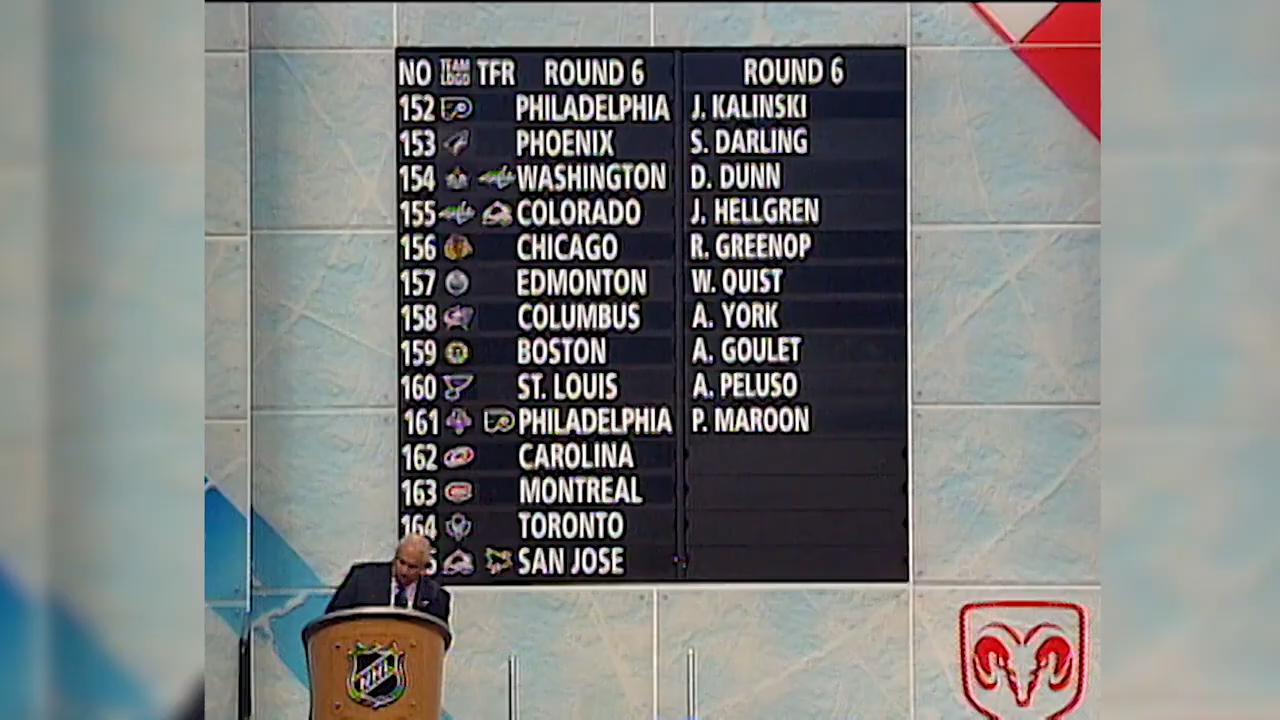 NO TEAM LOGO TFR ROUND 6 ROUND 6
152 PHILADELPHIA J. KALINSKI
153 PHOENIX S. DARLING
154 WASHINGTON D. DUNN
155 COLORADO J. HELLGREN
156 CHICAGO R. GREENOP
157 EDMONTON W. QUIST
158 COLUMBUS A. YORK
159 BOSTON A. GOULET
160 ST. LOUIS A. PELUSO
161 PHILADELPHIA P. MAROON
162 CAROLINA
163 MONTREAL
164 TORONTO
5 SAN JOSE
NHL